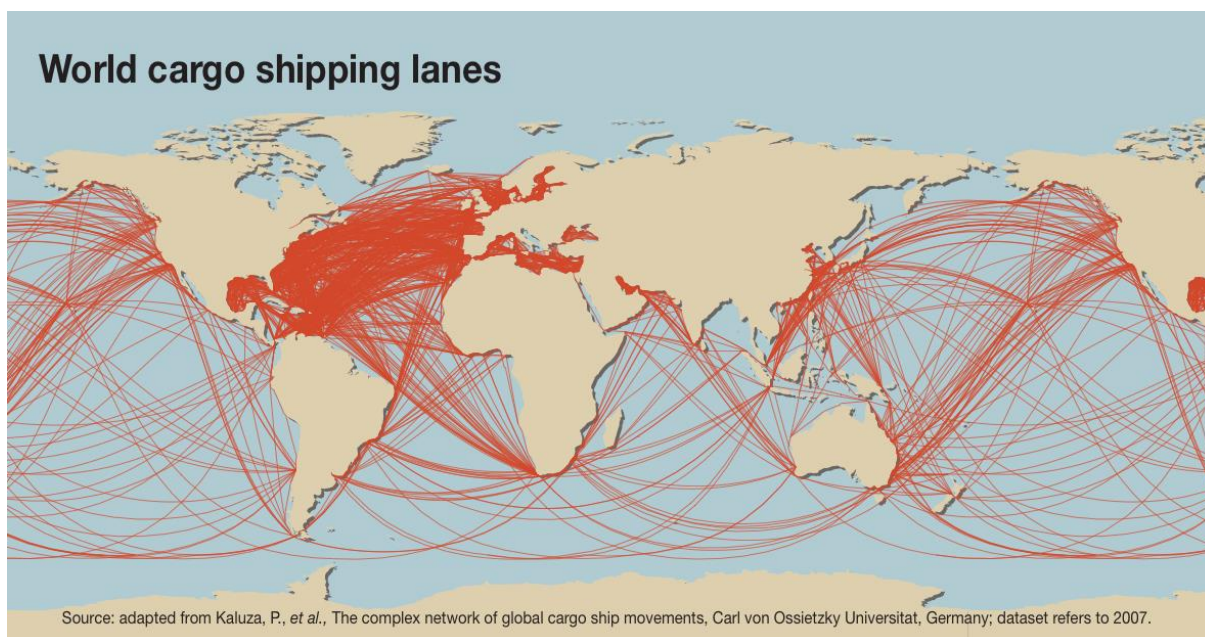 World cargo shipping lanes
Source: adapted from Kaluza, P., et al., The complex network of global cargo ship movements, Carl von Ossietzky Universitat, Germany; dataset refers to 2007.